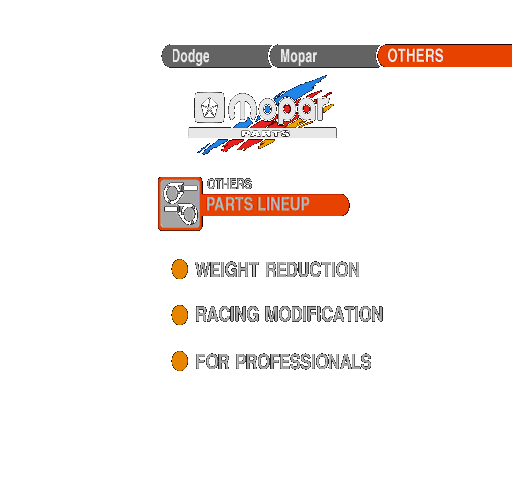 Dodge
Mopar
OTHERS
mopar
PARTS
OTHERS
PARTS LINEUP
WEIGHT REDUCTION
RACING MODIFICATION
FOR PROFESSIONALS